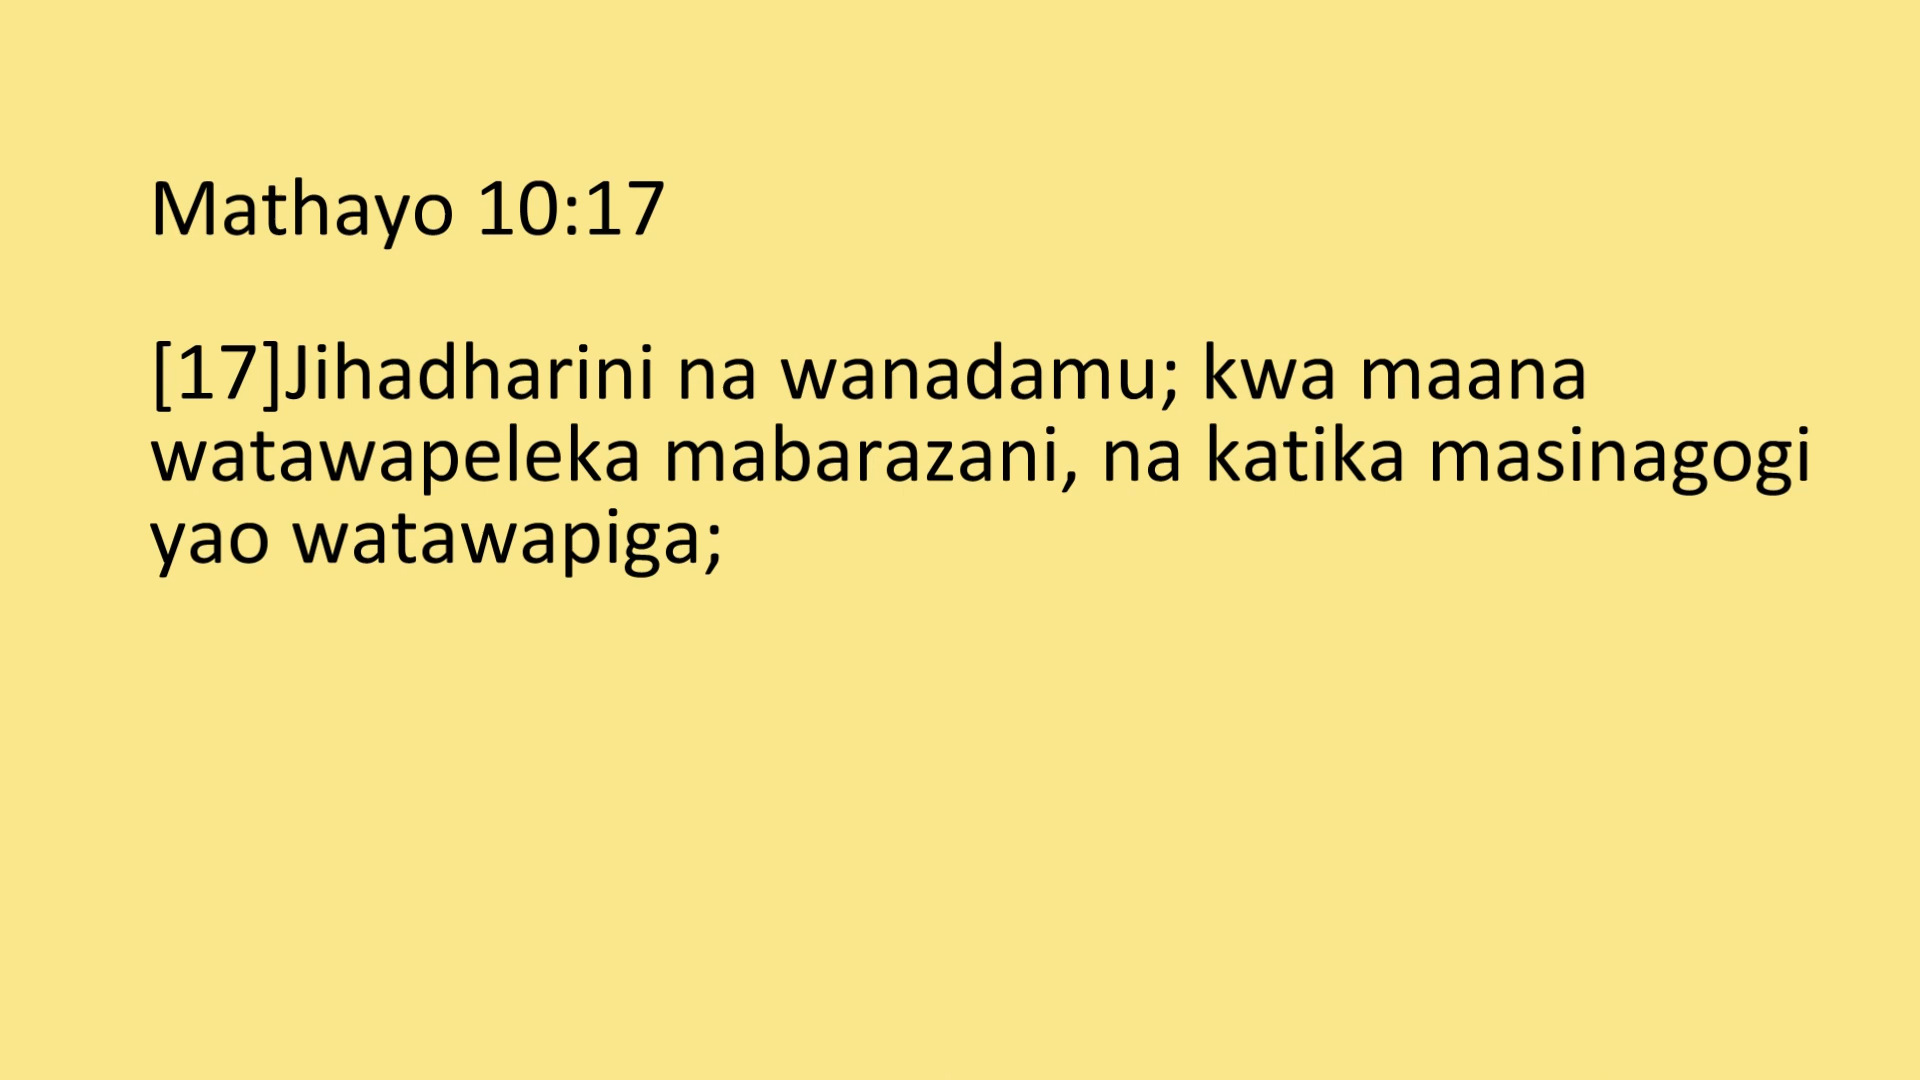 Mathayo 10:17
[17]Jihadharini na wanadamu; kwa maana
watawapeleka mabarazani, na katika masinagogi
yao watawapiga;